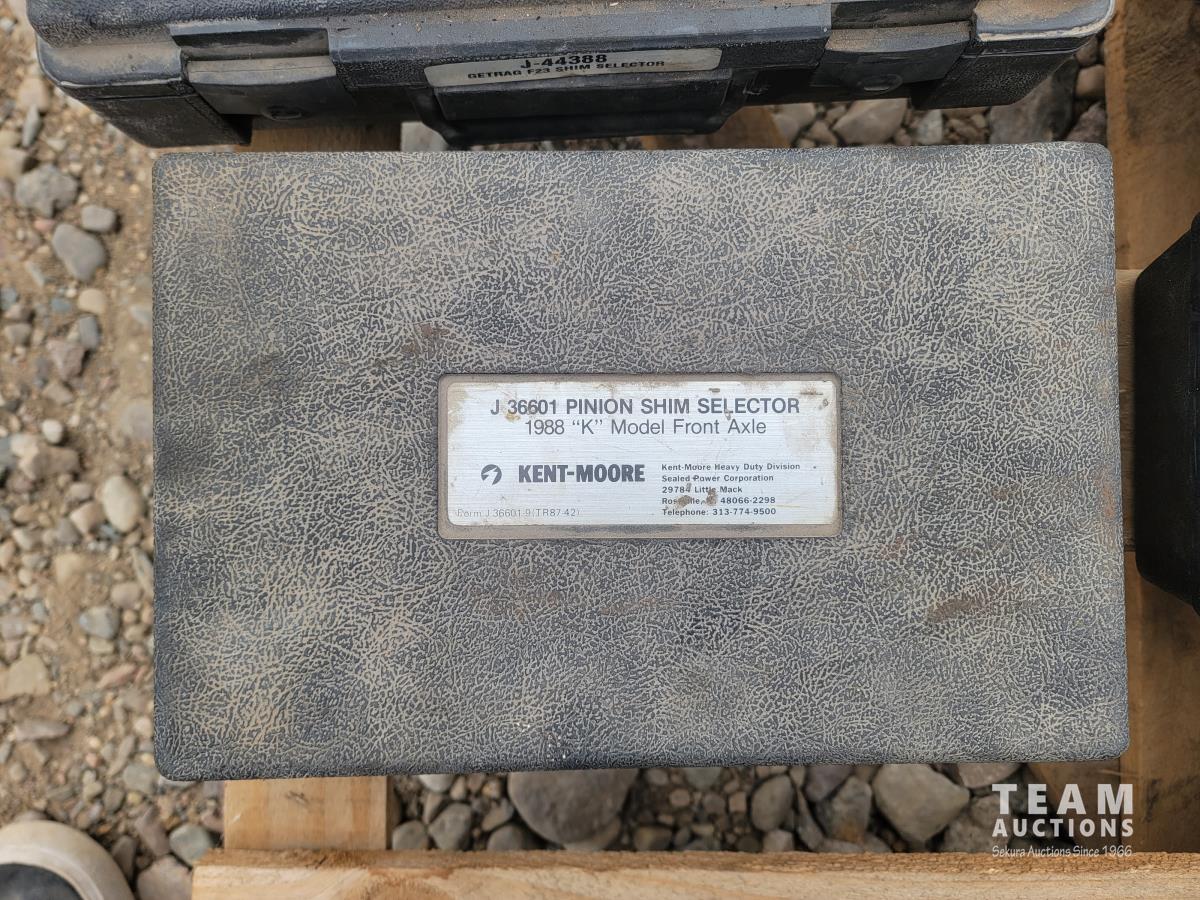 J-44388
GETRAG F23 SHIM SELECTOR
J 36601 PINION SHIM SELECTOR
1988 "K" Model Front Axle
KENT-MOORE
Kent-Moore Heavy Duty Division
Sealed Power Corporation
29784 Little Mack
48066-2298
Telephone: 313-774-9500
Form J 36601-9 (TR87-42)
TEAM
AUCTIONS
Sekura Auctions Since 1966